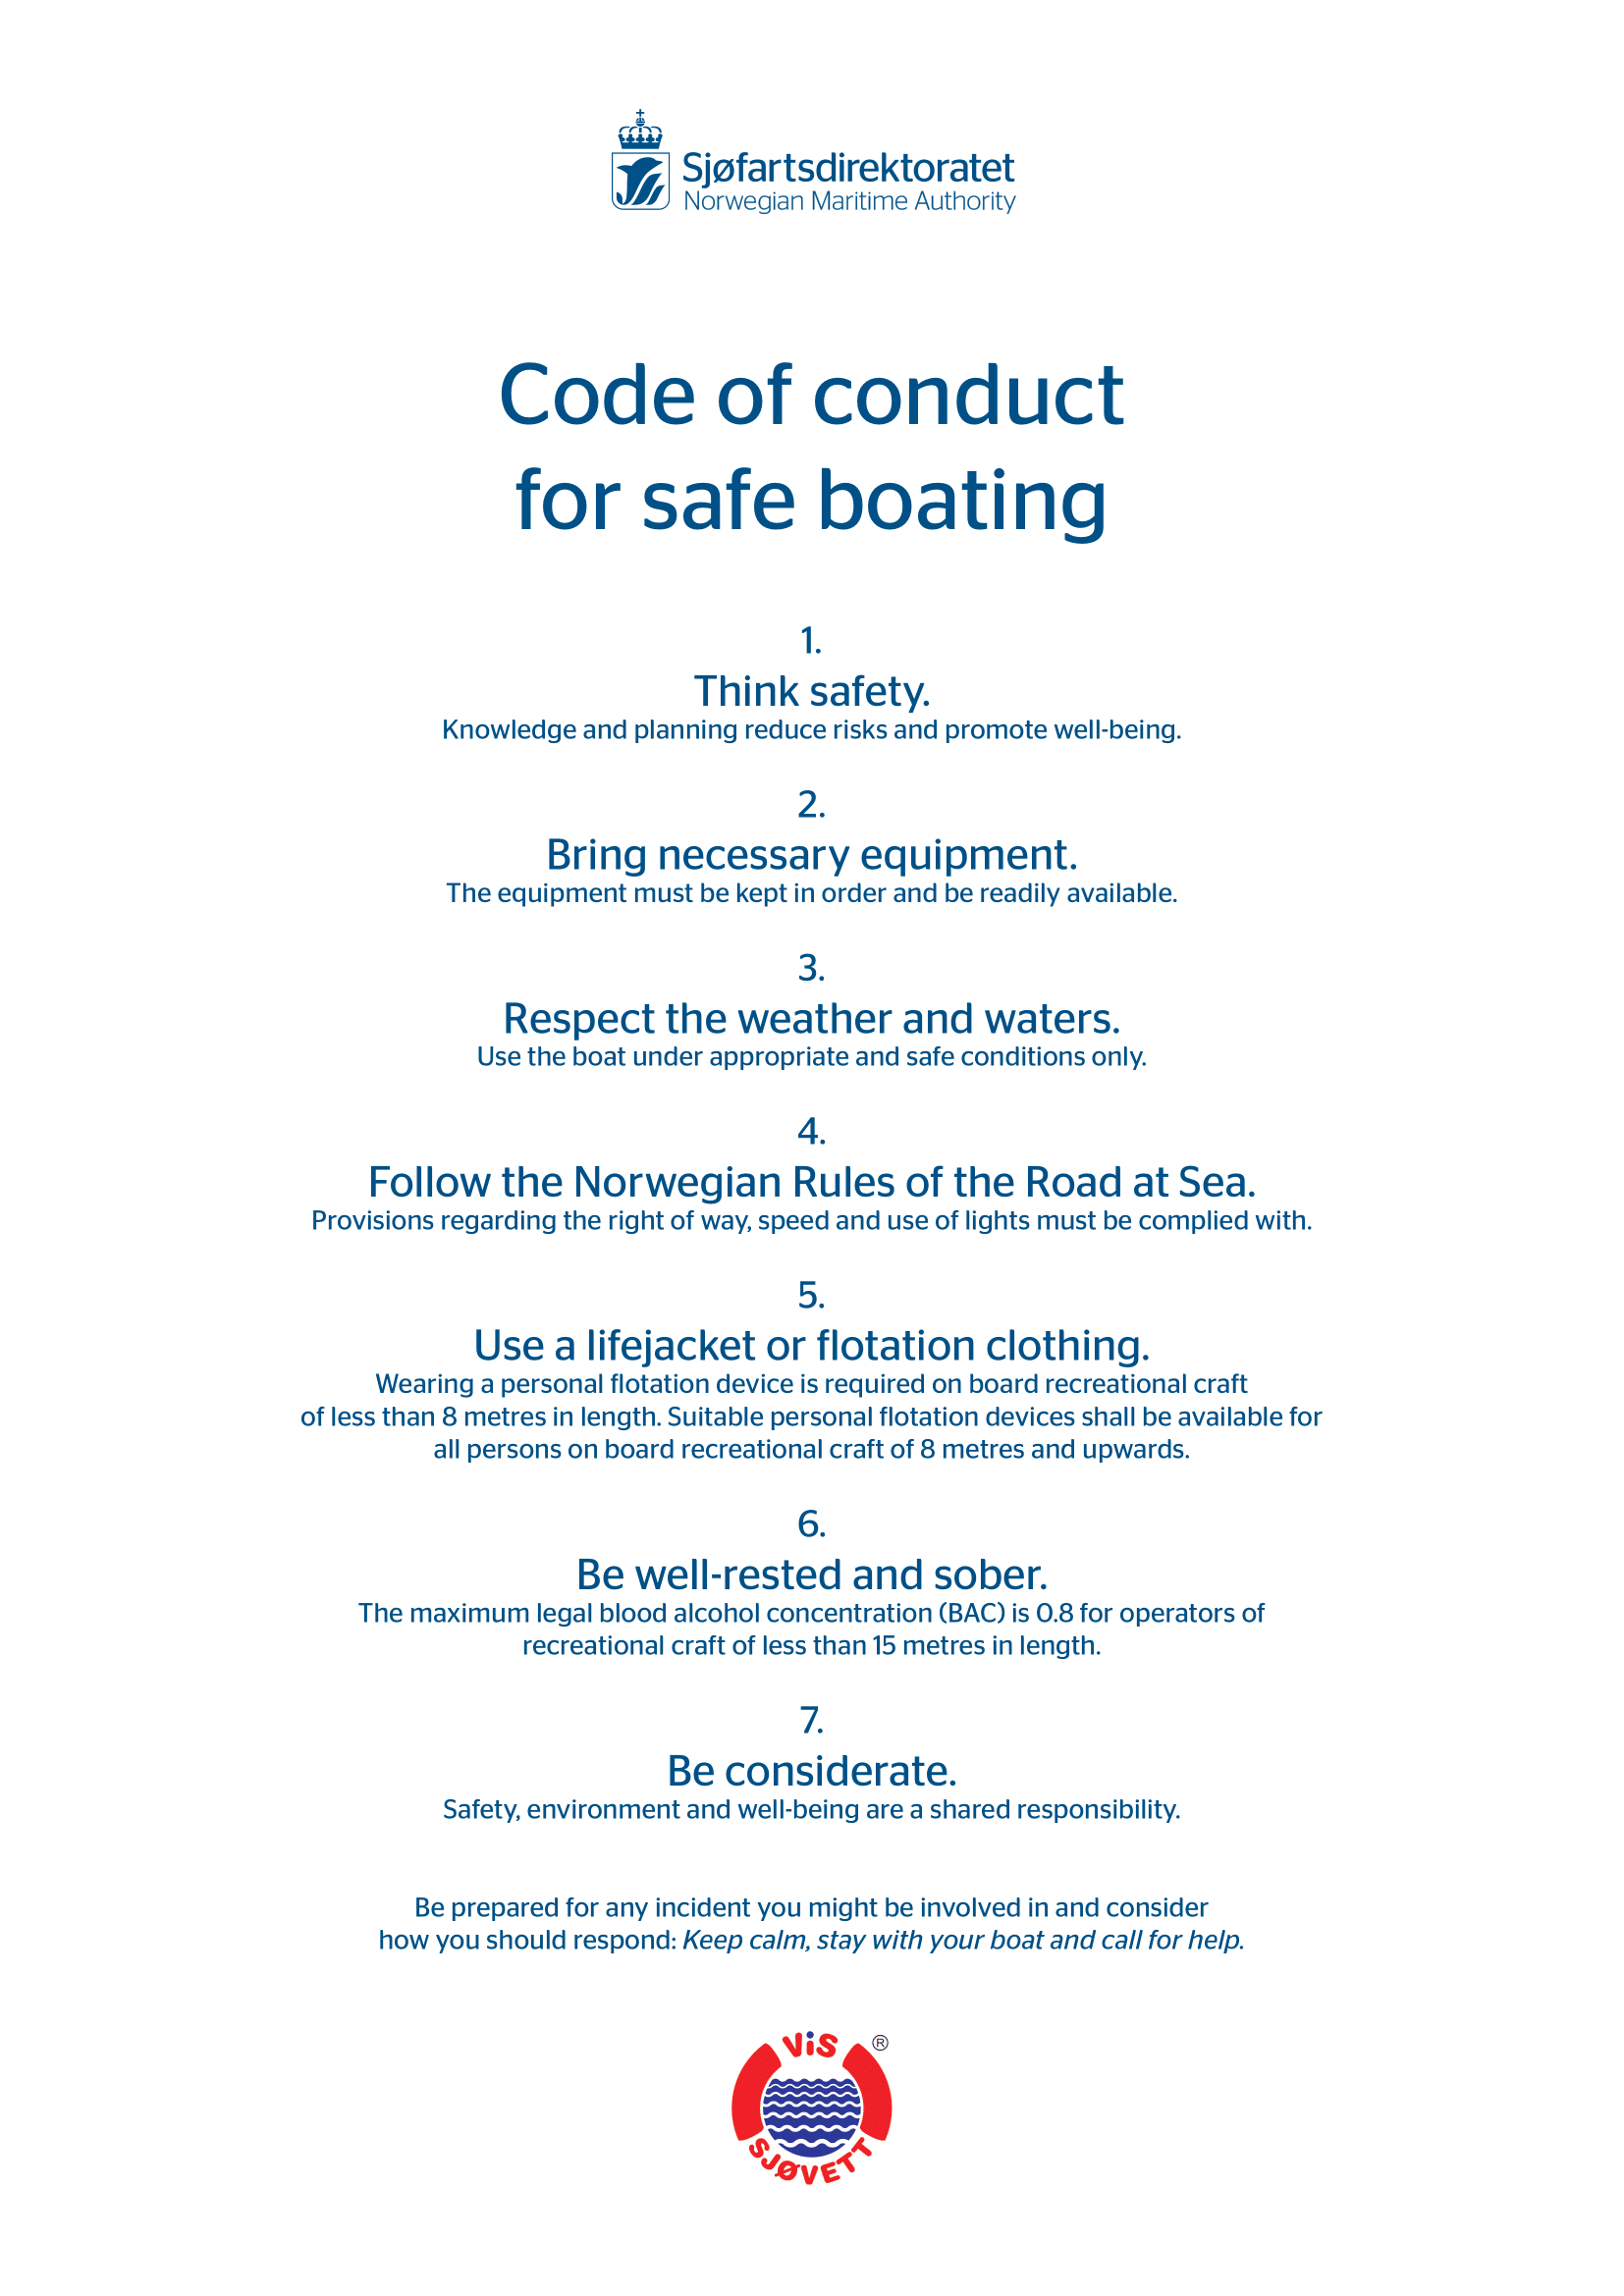 Sjøfartsdirektoratet
Norwegian Maritime Authority
Code of conduct
for safe boating
1.
Think safety.
Knowledge and planning reduce risks and promote well-being.
2.
Bring necessary equipment.
The equipment must be kept in order and be readily available.
3.
Respect the weather and waters.
Use the boat under appropriate and safe conditions only.
4.
Follow the Norwegian Rules of the Road at Sea.
Provisions regarding the right of way, speed and use of lights must be complied with.
5.
Use a lifejacket or flotation clothing.
Wearing a personal flotation device is required on board recreational craft
of less than 8 metres in length. Suitable personal flotation devices shall be available for
all persons on board recreational craft of 8 metres and upwards.
6.
Be well-rested and sober.
The maximum legal blood alcohol concentration (BAC) is 0.8 for operators of
recreational craft of less than 15 metres in length.
7.
Be considerate.
Safety, environment and well-being are a shared responsibility.
Be prepared for any incident you might be involved in and consider
how you should respond: Keep calm, stay with your boat and call for help.
ViS ®
SJØVETT